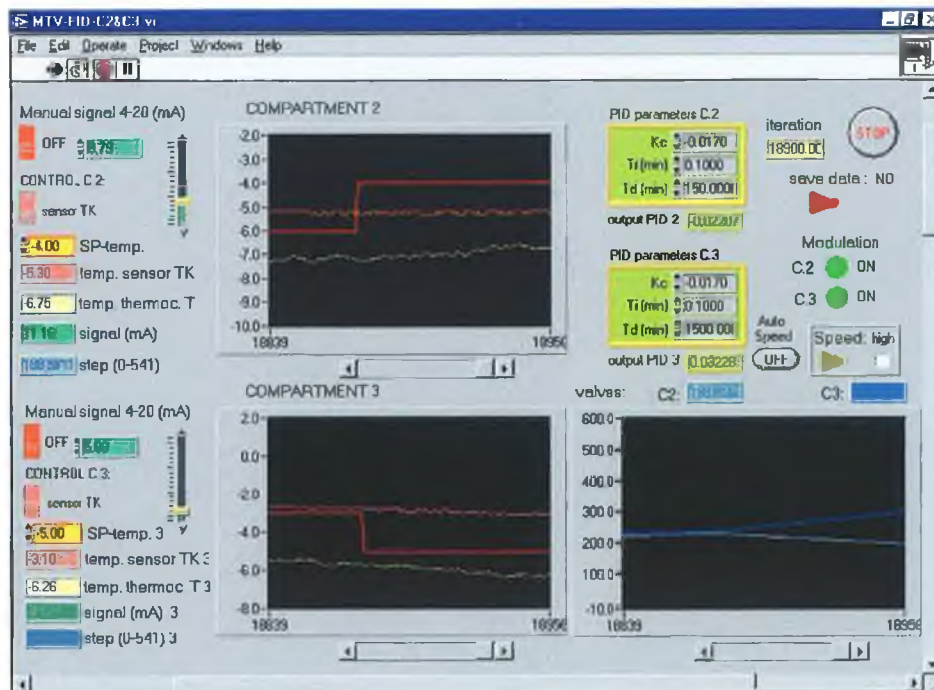 MTV-PID-C2&C3 vi
File Edit Operate Project Windows Help
Manual signal 4-20 (mA)
OFF
CONTROL C2:
sensor TK
-4.00 SP-temp.
-5.30 temp. sensor TK
-6.75 temp. thermoc. T
signal (mA)
step (0-541)
COMPARTMENT 2
-2.0
-3.0
-4.0
-5.0
-6.0
-7.0
-8.0
-9.0
-10.0
18839
PID parameters C.2
Kc -0.0170
Ti (min) 0.1000
Td (min) 150.000
output PID 2
iteration
18900.00
STOP
save data : NO
Modulation
C.2 ON
C.3 ON
PID parameters C.3
Kc -0.0170
Ti (min) 0.1000
Td (min) 1500.00
output PID 3 0.03228
Auto Speed
OFF
Speed: high
Manual signal 4-20 (mA)
OFF
CONTROL C 3:
sensor TK
-5.00 SP-temp. 3
-3.10 temp. sensor TK 3
-6.26 temp. thermoc T 3
signal (mA) 3
step (0-541) 3
COMPARTMENT 3
2.0
0.0
-2.0
-4.0
-6.0
-8.0
18839 18956
valves: C2: C3:
600.0
500.0
400.0
300.0
200.0
100.0
-10.0
18839 18956